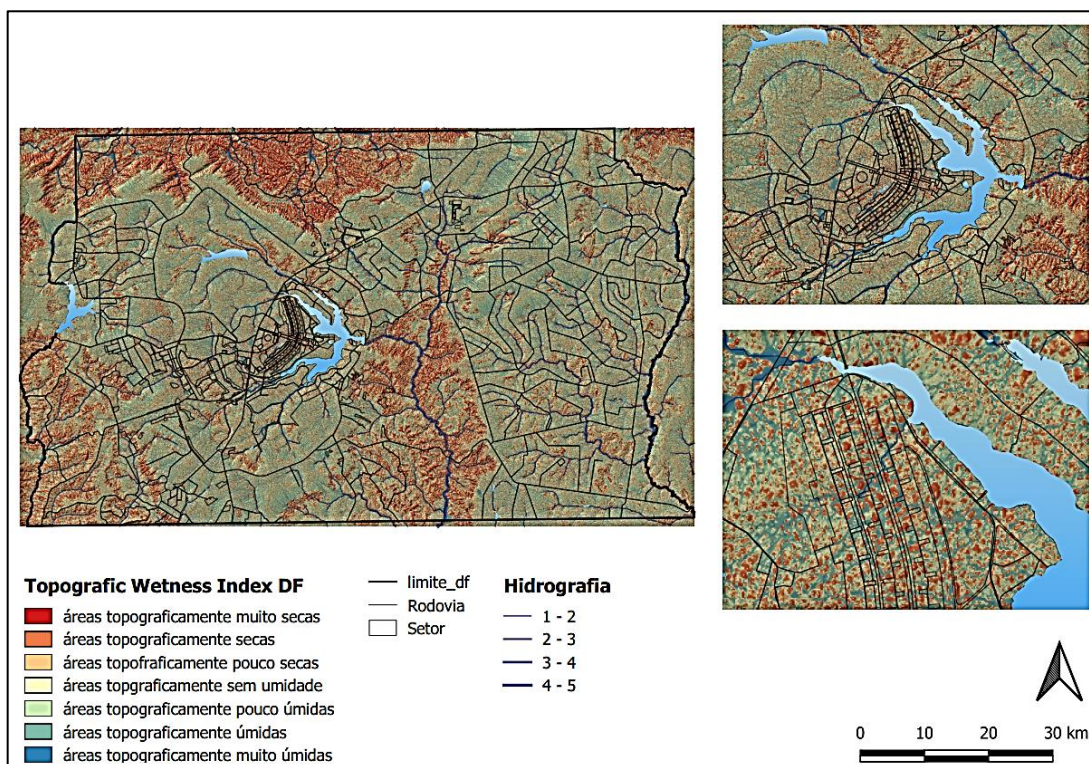 Topografic Wetness Index DF
áreas topograficamente muito secas
áreas topograficamente secas
áreas topofraficamente pouco secas
áreas topgraficamente sem umidade
áreas topograficamente pouco úmidas
áreas topograficamente úmidas
áreas topograficamente muito úmidas
limite_df
Rodovia
Setor
Hidrografia
1 - 2
2 - 3
3 - 4
4 - 5
0 10 20 30 km